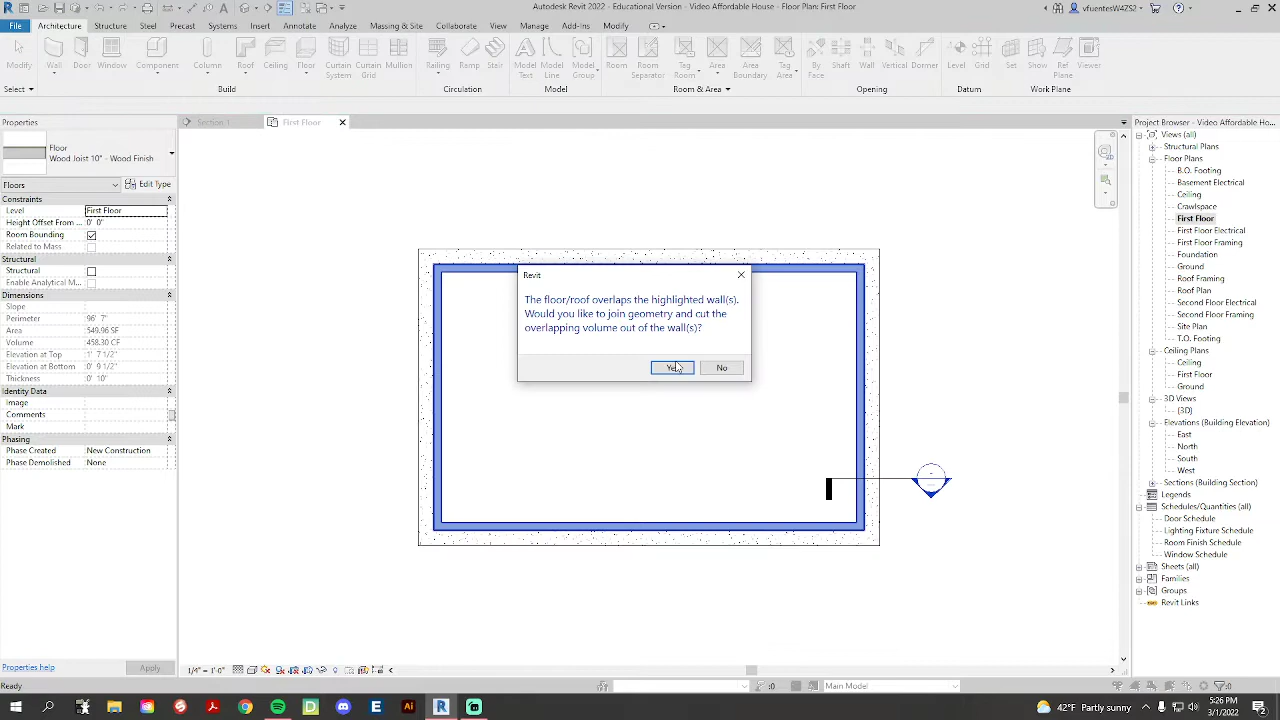 Autodesk Revit 2022 - Educational Version - Video Affordable House - Floor Plan: First Floor
vfuentesW4ZS2
File Architecture Structure Steel Precast Systems Insert Annotate Analyze Massing & Site Collaborate View Manage Add-Ins Modify
Modify Wall Door Window Component Column Roof Ceiling Floor Curtain System Curtain Grid Mullion Railing Ramp Stair Model Text Model Line Model Group Room Room Separator Tag Room Area Area Boundary Tag Area By Face Shaft Wall Vertical Dormer Level Grid Set Show Ref Plane Viewer
Select Build Circulation Model Room & Area Opening Datum Work Plane
Properties
Section 1
First Floor
Project Browser - Video Affordable Ho...
Floor
Wood Joist 10" - Wood Finish
Floors
Edit Type
Constraints
Level First Floor
Height Offset From ... 0' 0"
Room Bounding
Related to Mass
Structural
Structural
Enable Analytical M...
Dimensions
Slope
Perimeter 96' 7"
Area 549.96 SF
Volume 458.30 CF
Elevation at Top 1' 7 1/2"
Elevation at Bottom 0' 9 1/2"
Thickness 0' 10"
Identity Data
Image
Comments
Mark
Phasing
Phase Created New Construction
Phase Demolished None
Properties help
Apply
Revit
The floor/roof overlaps the highlighted wall(s).
Would you like to join geometry and cut the
overlapping volume out of the wall(s)?
Yes No
Views (all)
Structural Plans
Floor Plans
B.O. Footing
Basement Electrical
Ceiling
Crawlspace
First Floor
First Floor Electrical
First Floor Framing
Foundation
Ground
Roof Framing
Roof Plan
Second Floor Electrical
Site Plan
T.O. Footing
Ceiling Plans
Ceiling
First Floor
Ground
3D Views
{3D}
Elevations (Building Elevation)
East
North
South
West
Sections (Building Section)
Legends
Schedules/Quantities (all)
Door Schedule
Lighting Fixture Schedule
Room Finish Schedule
Window Schedule
Sheets (all)
Families
Groups
Revit Links
1/4" = 1'-0"
Ready
:0
Main Model
:0
42°F Partly sunny
5:26 PM
3/1/2022